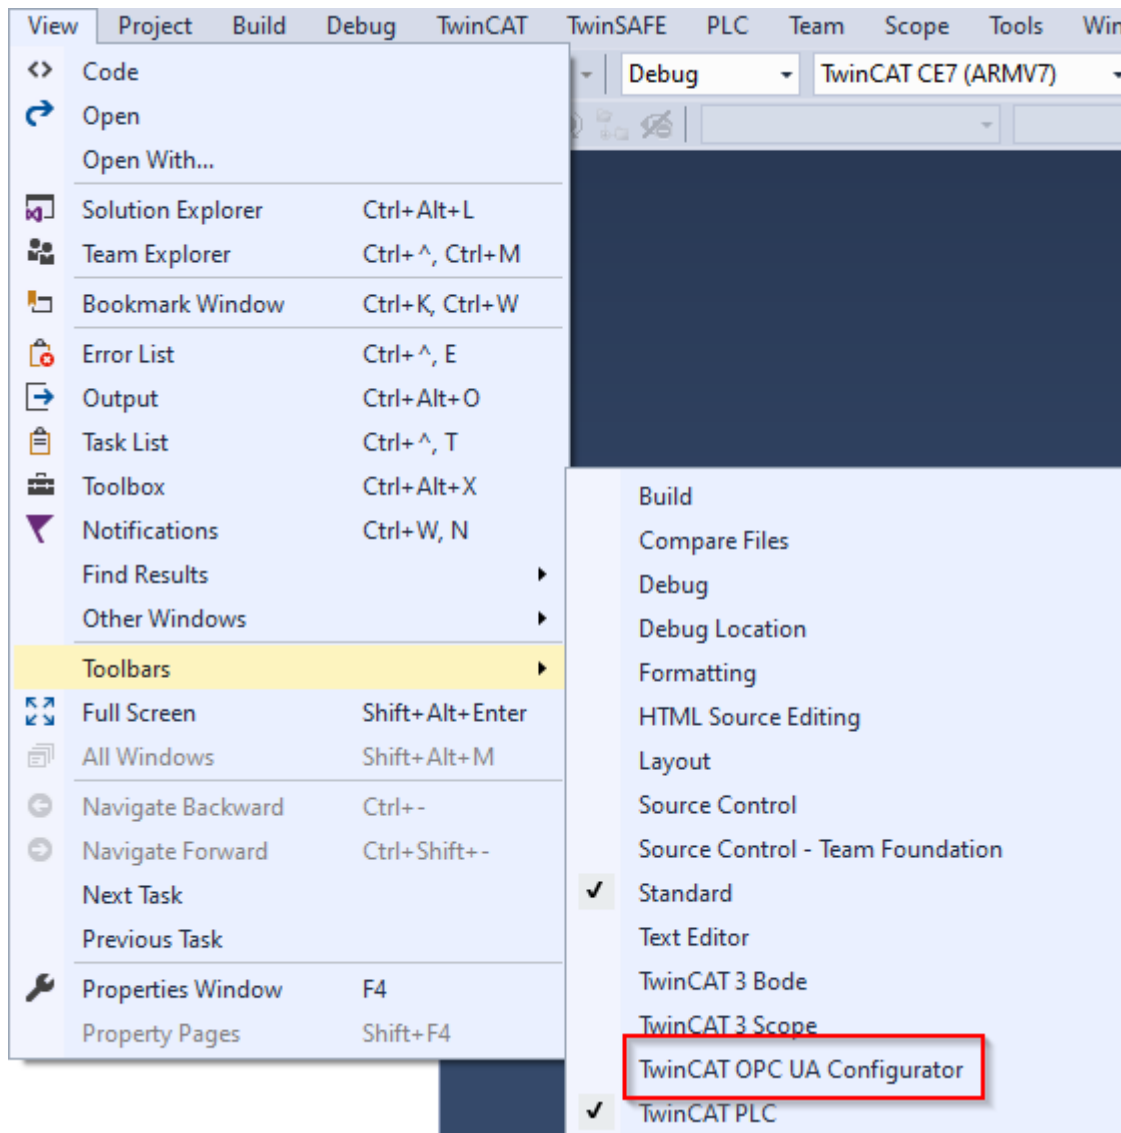 View Project Build Debug TwinCAT TwinSAFE PLC Team Scope Tools
Debug TwinCAT CE7 (ARMV7)
Code
Open
Open With...
Solution Explorer Ctrl+Alt+L
Team Explorer Ctrl+^, Ctrl+M
Bookmark Window Ctrl+K, Ctrl+W
Error List Ctrl+^, E
Output Ctrl+Alt+O
Task List Ctrl+^, T
Toolbox Ctrl+Alt+X
Notifications Ctrl+W, N
Find Results
Other Windows
Toolbars
Full Screen Shift+Alt+Enter
All Windows Shift+Alt+M
Navigate Backward Ctrl+-
Navigate Forward Ctrl+Shift+-
Next Task
Previous Task
Properties Window F4
Property Pages Shift+F4
Build
Compare Files
Debug
Debug Location
Formatting
HTML Source Editing
Layout
Source Control
Source Control - Team Foundation
Standard
Text Editor
TwinCAT 3 Bode
TwinCAT 3 Scope
TwinCAT OPC UA Configurator
TwinCAT PLC